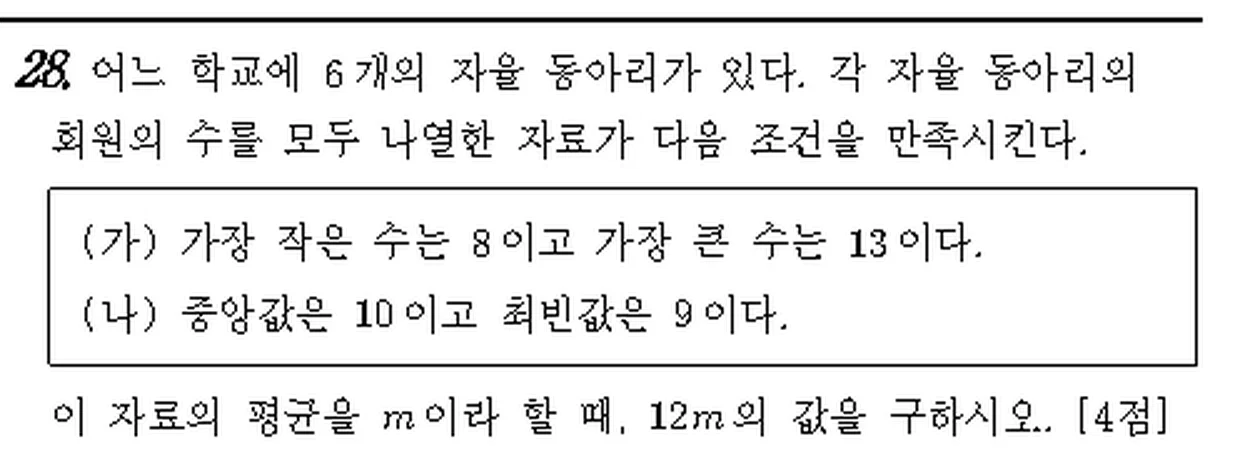 28. 어느 학교에 6개의 자율 동아리가 있다. 각 자율 동아리의
회원의 수를 모두 나열한 자료가 다음 조건을 만족시킨다.
(가) 가장 작은 수는 8이고 가장 큰 수는 13이다.
(나) 중앙값은 10이고 최빈값은 9이다.
이 자료의 평균을 m이라 할 때, 12m의 값을 구하시오.. [4점]